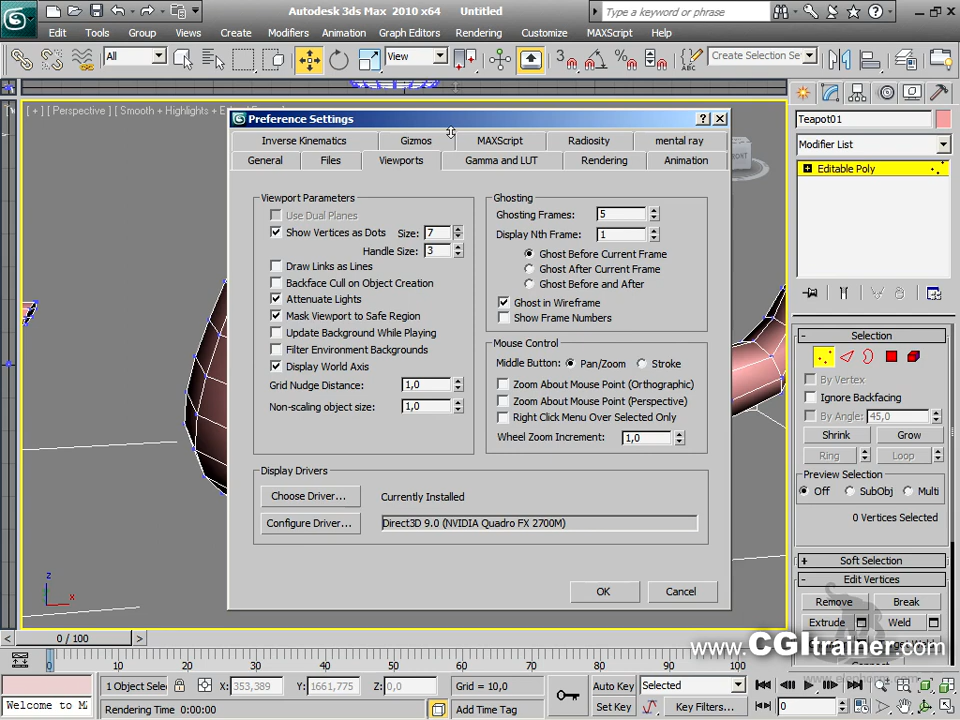 Autodesk 3ds Max 2010 x64 Untitled
Type a keyword or phrase
Edit Tools Group Views Create Modifiers Animation Graph Editors Rendering Customize MAXScript Help
All View 3 Create Selection Se
[ + ] [ Perspective ] [ Smooth + Highlights + E
Preference Settings
Inverse Kinematics Gizmos MAXScript Radiosity mental ray
General Files Viewports Gamma and LUT Rendering Animation
Viewport Parameters
Use Dual Planes
Show Vertices as Dots Size: 7
Handle Size: 3
Draw Links as Lines
Backface Cull on Object Creation
Attenuate Lights
Mask Viewport to Safe Region
Update Background While Playing
Filter Environment Backgrounds
Display World Axis
Grid Nudge Distance: 1,0
Non-scaling object size: 1,0
Ghosting
Ghosting Frames: 5
Display Nth Frame: 1
Ghost Before Current Frame
Ghost After Current Frame
Ghost Before and After
Ghost in Wireframe
Show Frame Numbers
Mouse Control
Middle Button: Pan/Zoom Stroke
Zoom About Mouse Point (Orthographic)
Zoom About Mouse Point (Perspective)
Right Click Menu Over Selected Only
Wheel Zoom Increment: 1,0
Display Drivers
Choose Driver... Currently Installed
Configure Driver... Direct3D 9.0 (NVIDIA Quadro FX 2700M)
OK Cancel
Teapot01
Modifier List
Editable Poly
Selection
By Vertex
Ignore Backfacing
By Angle: 45,0
Shrink Grow
Ring Loop
Preview Selection
Off SubObj Multi
0 Vertices Selected
Soft Selection
Edit Vertices
Remove Break
Extrude Weld
FRONT
z
x
www.CGItrainer.com
0 / 100
0 10 20 30 40 50 60 70 80 90 100
1 Object Selec X: 353,389 Y: 1661,775 Z: 0,0 Grid = 10,0 Auto Key Selected
Welcome to M Rendering Time 0:00:00 Add Time Tag Set Key Key Filters... 0